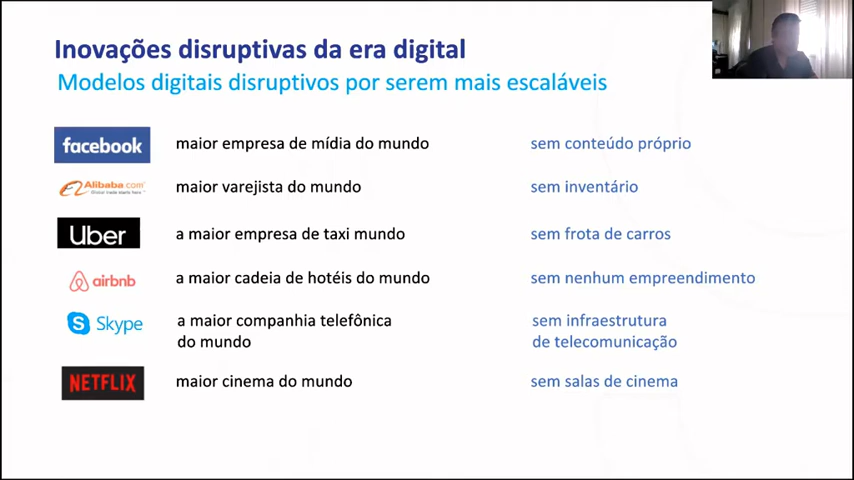 Inovações disruptivas da era digital
Modelos digitais disruptivos por serem mais escaláveis
facebook maior empresa de mídia do mundo sem conteúdo próprio
Alibaba.com maior varejista do mundo sem inventário
Uber a maior empresa de taxi mundo sem frota de carros
airbnb a maior cadeia de hotéis do mundo sem nenhum empreendimento
Skype a maior companhia telefônica sem infraestrutura
do mundo de telecomunicação
NETFLIX maior cinema do mundo sem salas de cinema